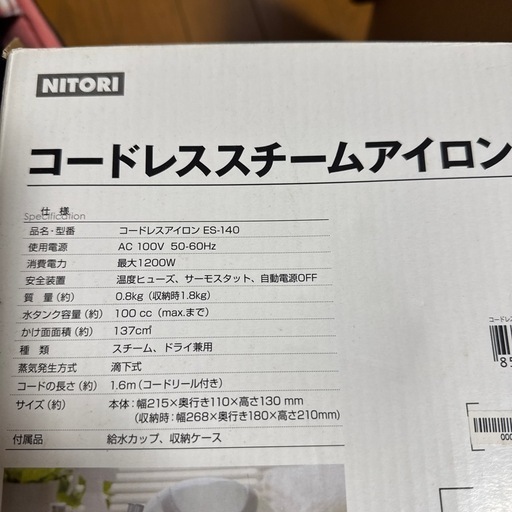 NITORI
コードレススチームアイロン
仕 様
Specification
品名・型番 コードレスアイロン ES-140
使用電源 AC 100V 50-60Hz
消費電力 最大1200W
安全装置 温度ヒューズ、サーモスタット、自動電源OFF
質 量(約) 0.8kg(収納時1.8kg)
水タンク容量(約) 100 cc (max.まで)
かけ面面積(約) 137cm²
種 類 スチーム、ドライ兼用
蒸気発生方式 滴下式
コードの長さ(約) 1.6m(コードリール付き)
サイズ(約) 本体:幅215×奥行き110×高さ130 mm
(収納時:幅268×奥行き180×高さ210mm)
付属品 給水カップ、収納ケース
コードレス
85
000